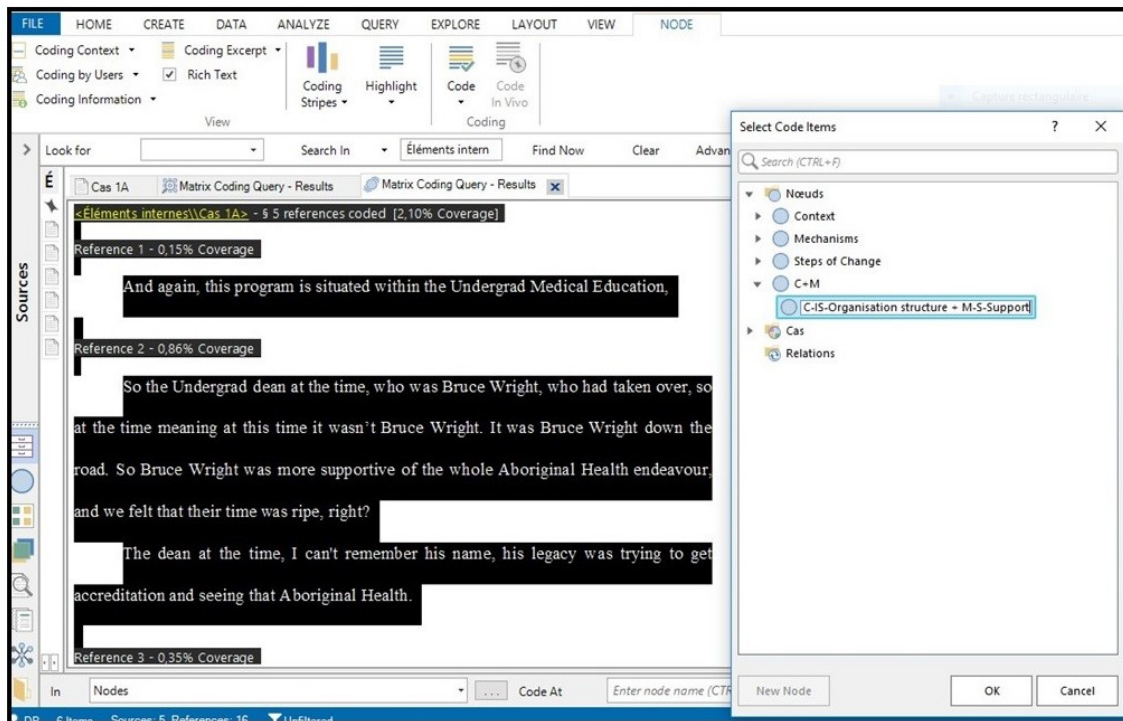 FILE HOME CREATE DATA ANALYZE QUERY EXPLORE LAYOUT VIEW NODE
Coding Context
Coding by Users
Coding Information
Coding Excerpt
Rich Text
View
Coding Stripes
Highlight
Code
Code In Vivo
Coding
Capture rectangulaire
Look for Search In Éléments intern Find Now Clear Advan
É
Sources
Cas 1A Matrix Coding Query - Results Matrix Coding Query - Results
<Éléments internes\\Cas 1A> - § 5 references coded [2,10% Coverage]
Reference 1 - 0,15% Coverage
And again, this program is situated within the Undergrad Medical Education,
Reference 2 - 0,86% Coverage
So the Undergrad dean at the time, who was Bruce Wright, who had taken over, so
at the time meaning at this time it wasn't Bruce Wright. It was Bruce Wright down the
road. So Bruce Wright was more supportive of the whole Aboriginal Health endeavour,
and we felt that their time was ripe, right?
The dean at the time, I can't remember his name, his legacy was trying to get
accreditation and seeing that Aboriginal Health.
Reference 3 - 0,35% Coverage
In Nodes ... Code At Enter node name (CTR
DR 6 Items Sources: 5 References: 16 Unfiltered
Select Code Items ? X
Search (CTRL+F)
Nœuds
Context
Mechanisms
Steps of Change
C+M
C-IS-Organisation structure + M-S-Support
Cas
Relations
New Node OK Cancel